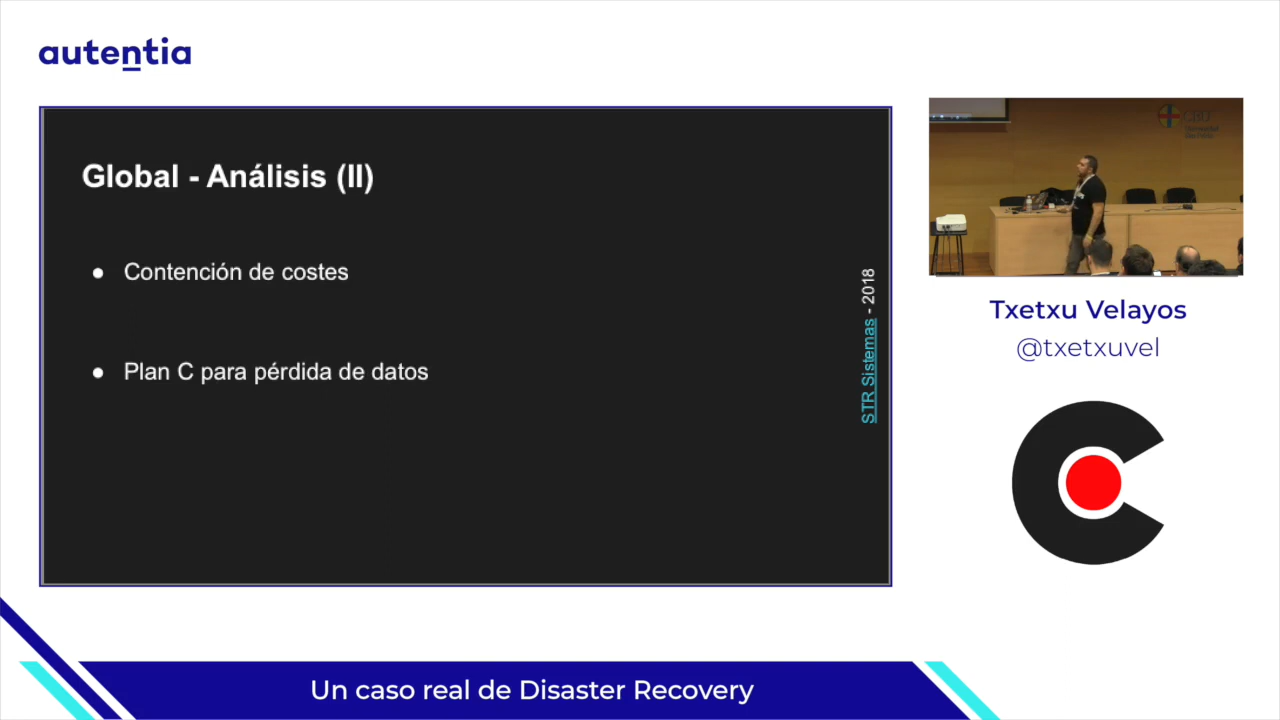 autentia
Global - Análisis (II)
● Contención de costes
● Plan C para pérdida de datos
STR Sistemas - 2018
CEU
Txetxu Velayos
@txetxuvel
Un caso real de Disaster Recovery